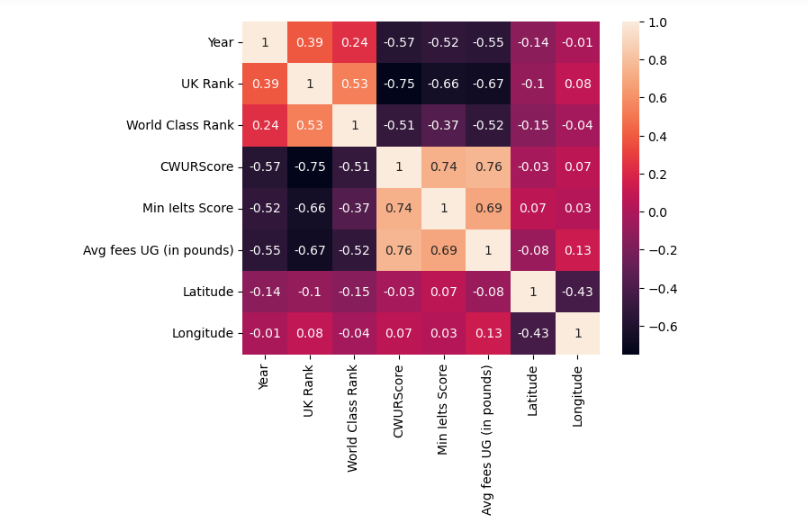 Year 1 0.39 0.24 -0.57 -0.52 -0.55 -0.14 -0.01
UK Rank 0.39 1 0.53 -0.75 -0.66 -0.67 -0.1 0.08
World Class Rank 0.24 0.53 1 -0.51 -0.37 -0.52 -0.15 -0.04
CWURScore -0.57 -0.75 -0.51 1 0.74 0.76 -0.03 0.07
Min Ielts Score -0.52 -0.66 -0.37 0.74 1 0.69 0.07 0.03
Avg fees UG (in pounds) -0.55 -0.67 -0.52 0.76 0.69 1 -0.08 0.13
Latitude -0.14 -0.1 -0.15 -0.03 0.07 -0.08 1 -0.43
Longitude -0.01 0.08 -0.04 0.07 0.03 0.13 -0.43 1
Year
UK Rank
World Class Rank
CWURScore
Min Ielts Score
Avg fees UG (in pounds)
Latitude
Longitude
1.0
0.8
0.6
0.4
0.2
0.0
−0.2
−0.4
−0.6